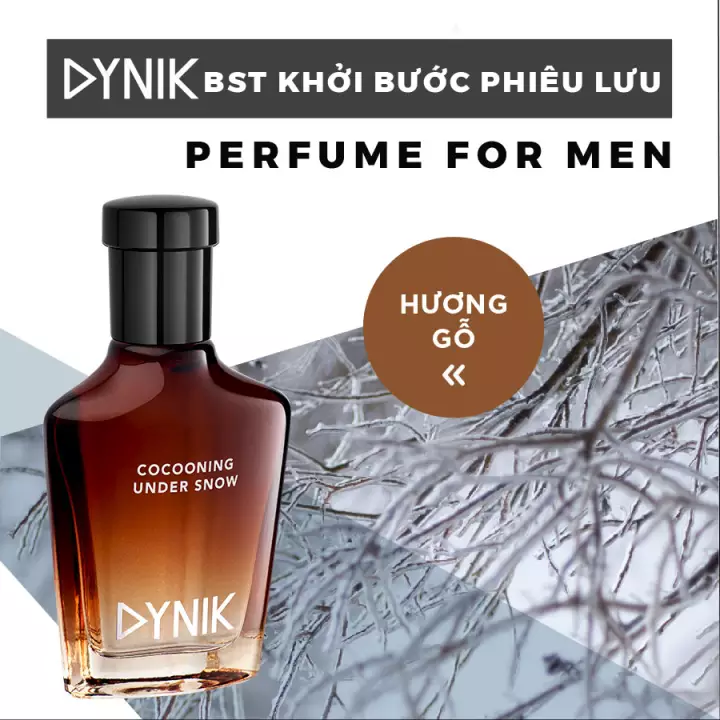 DYNIK BST KHỞI BƯỚC PHIÊU LƯU
PERFUME FOR MEN
HƯƠNG
GỖ
«
COCOONING
UNDER SNOW
DYNIK